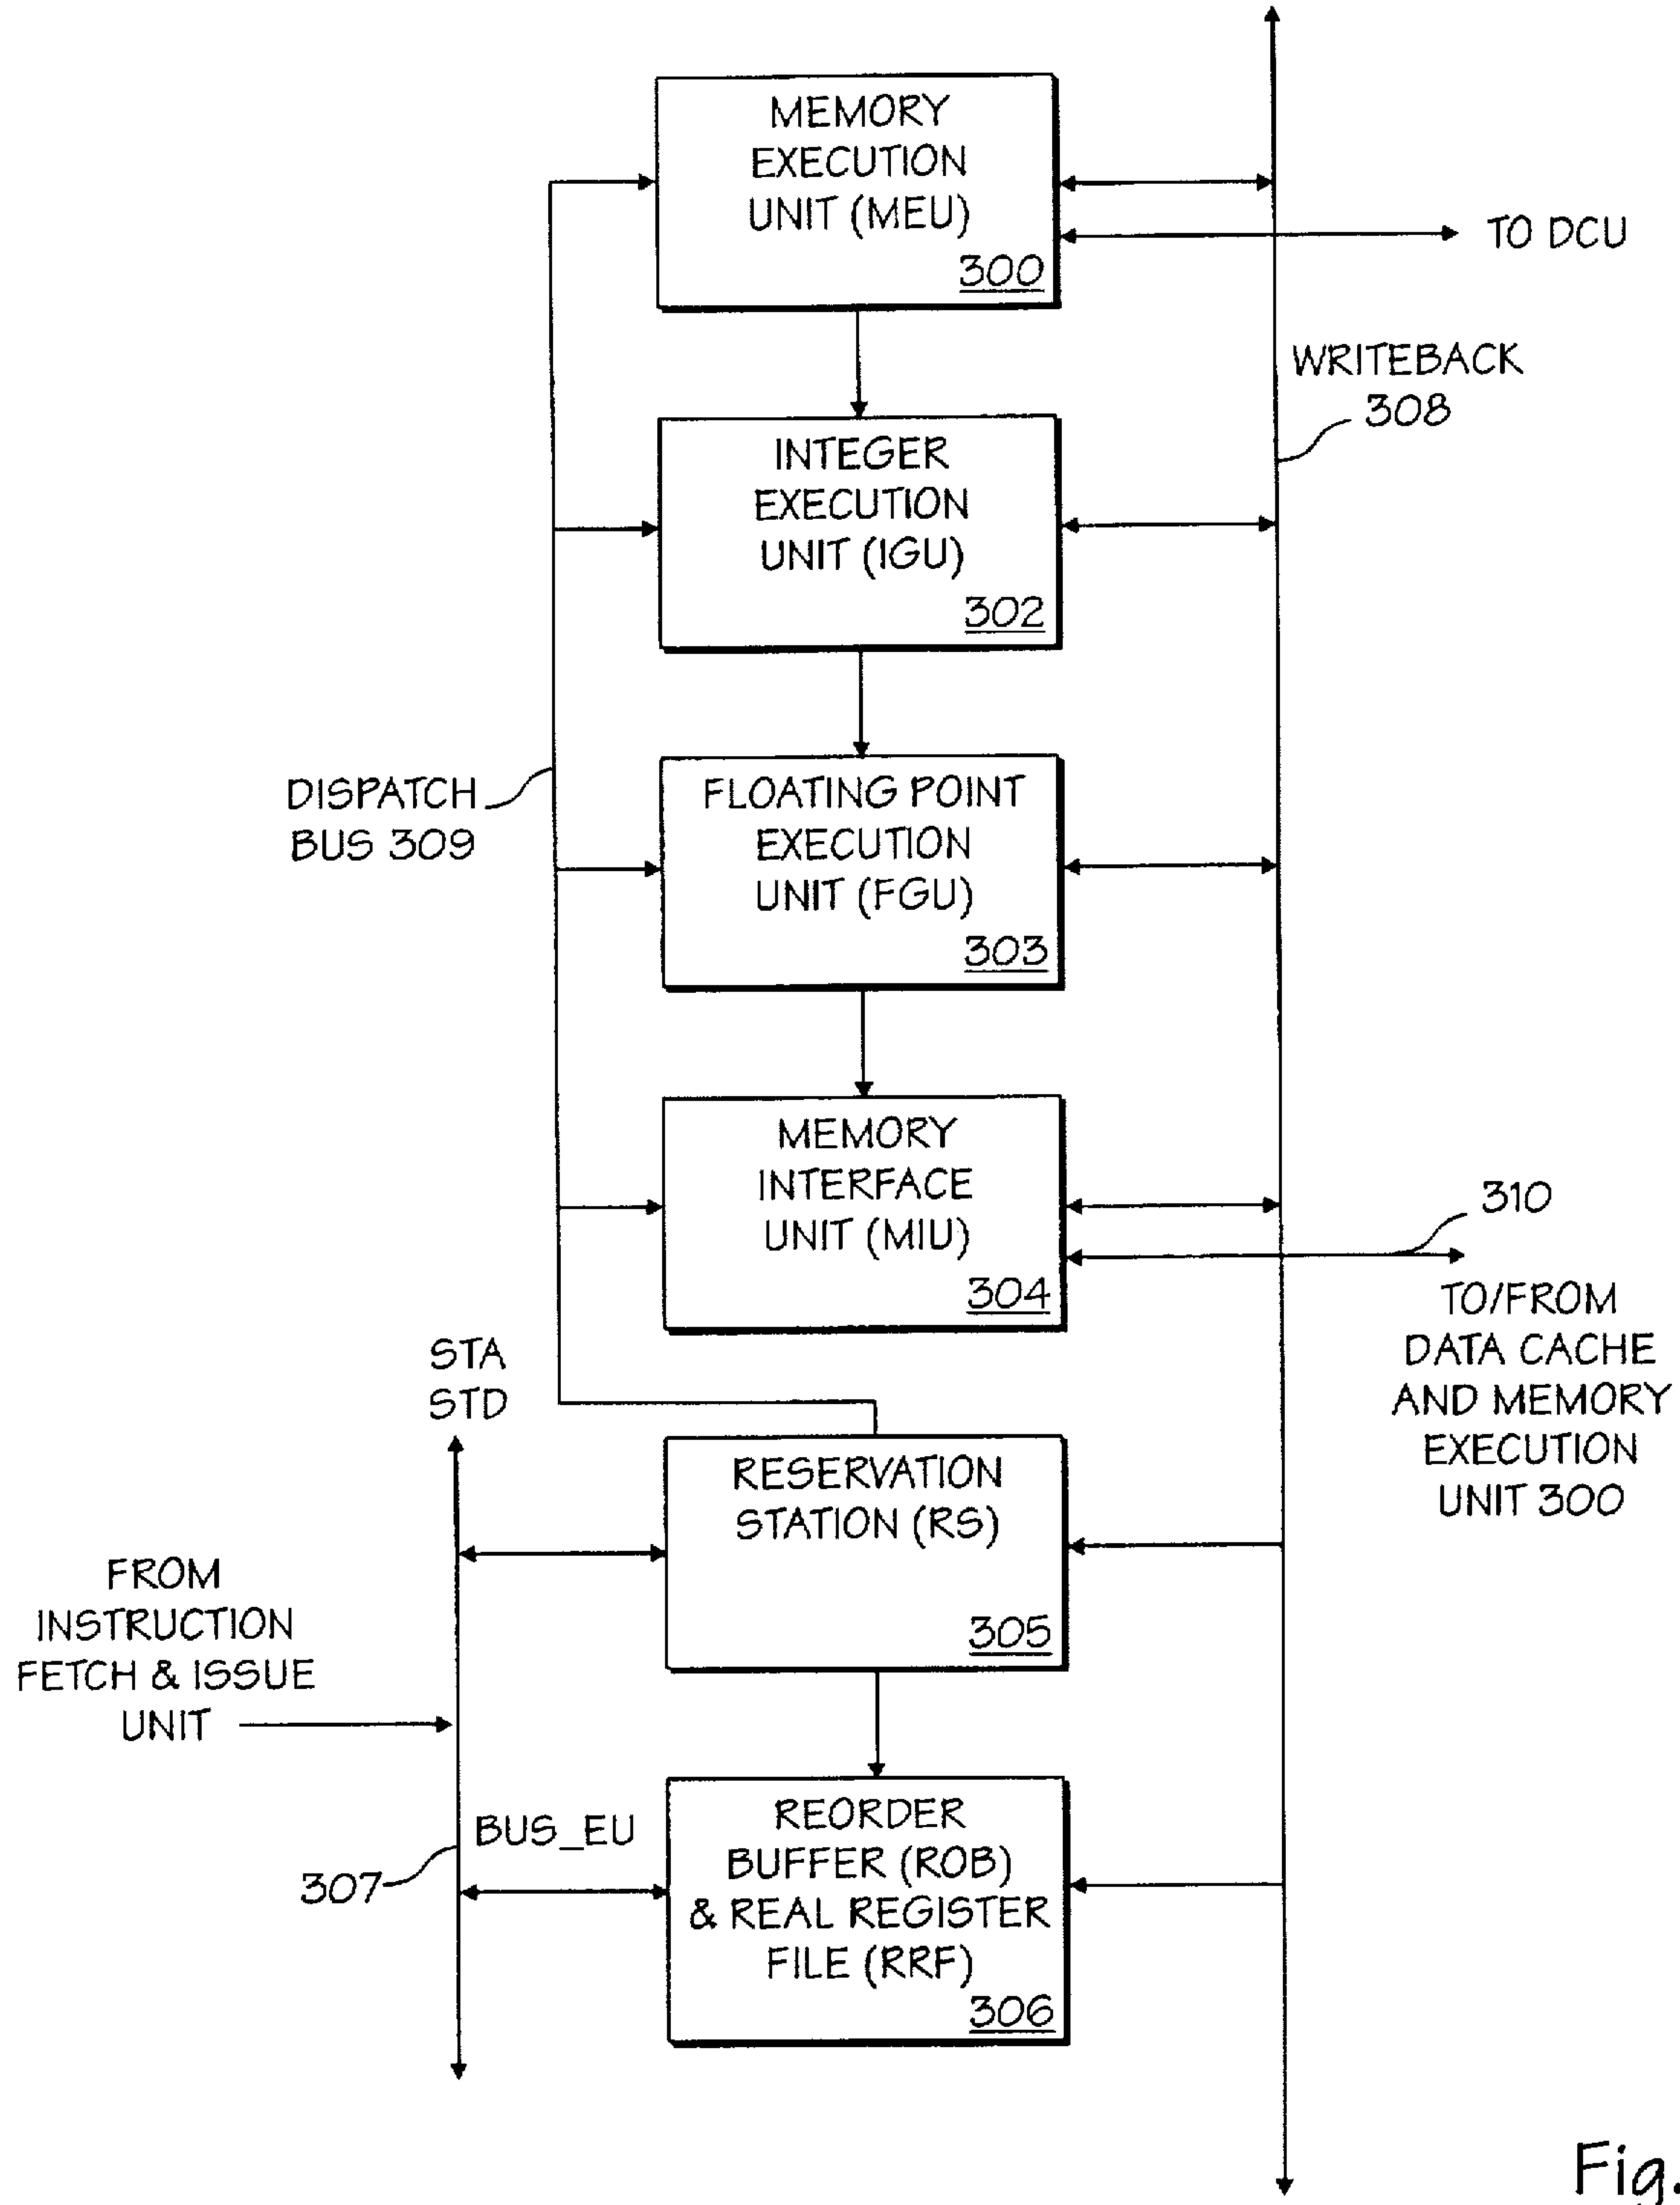 MEMORY
EXECUTION
UNIT (MEU)
300
TO DCU
WRITEBACK
308
INTEGER
EXECUTION
UNIT (IGU)
302
DISPATCH
BUS 309
FLOATING POINT
EXECUTION
UNIT (FGU)
303
MEMORY
INTERFACE
UNIT (MIU)
304
310
TO/FROM
DATA CACHE
AND MEMORY
EXECUTION
UNIT 300
STA
STD
RESERVATION
STATION (RS)
305
FROM
INSTRUCTION
FETCH & ISSUE
UNIT
BUS_EU
307
REORDER
BUFFER (ROB)
& REAL REGISTER
FILE (RRF)
306
Fig.